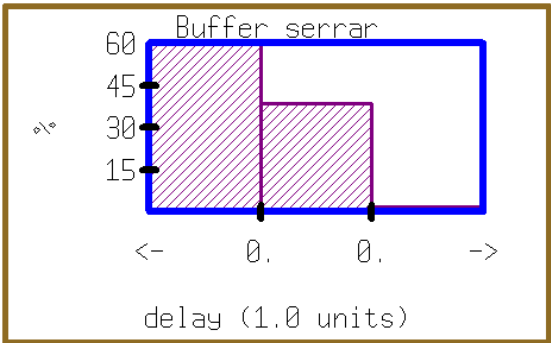 Buffer serrar
60
45
%
30
15
<- 0. 0. ->
delay (1.0 units)